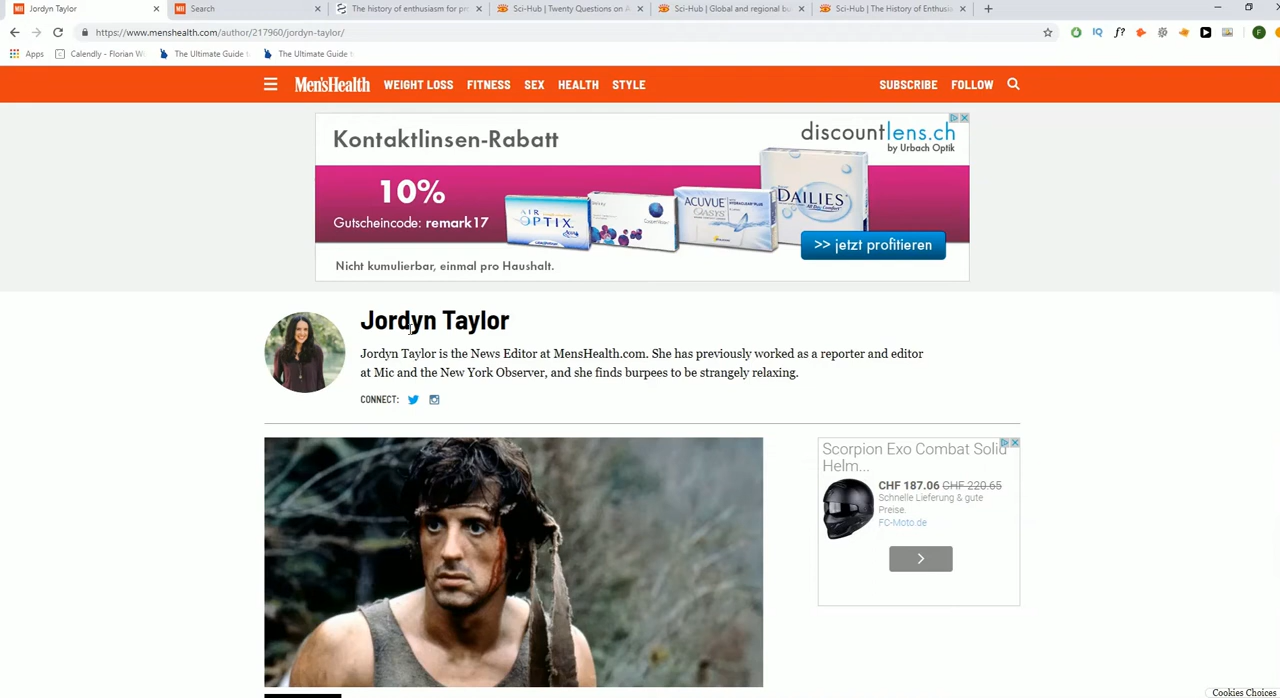 Jordyn Taylor
Search
The history of enthusiasm for pr
Sci-Hub | Twenty Questions on A
Sci-Hub | Global and regional bu
Sci-Hub | The History of Enthusia
https://www.menshealth.com/author/217960/jordyn-taylor/
Apps
Calendly - Florian W
The Ultimate Guide t
The Ultimate Guide t
Men'sHealth
WEIGHT LOSS
FITNESS
SEX
HEALTH
STYLE
SUBSCRIBE
FOLLOW
Kontaktlinsen-Rabatt
discountlens.ch
by Urbach Optik
10%
Gutscheincode: remark17
AIR OPTIX
ACUVUE
OASYS
DAILIES
>> jetzt profitieren
Nicht kumulierbar, einmal pro Haushalt.
Jordyn Taylor
Jordyn Taylor is the News Editor at MensHealth.com. She has previously worked as a reporter and editor
at Mic and the New York Observer, and she finds burpees to be strangely relaxing.
CONNECT:
Scorpion Exo Combat Solid
Helm...
CHF 187.06 CHF 220.65
Schnelle Lieferung & gute
Preise.
FC-Moto.de
Cookies Choices